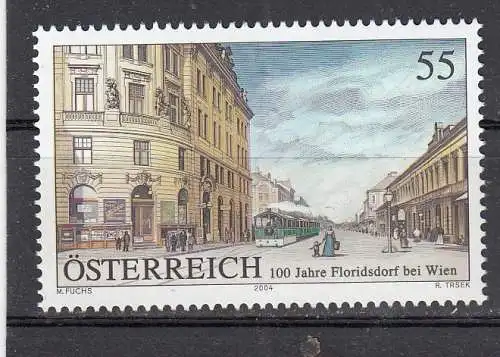 55
ÖSTERREICH 100 Jahre Floridsdorf bei Wien
M. FUCHS 2004 R. TRSEK